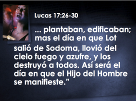 Lucas 17:26-30
... plantaban, edificaban;
mas el día en que Lot
salió de Sodoma, llovió del
cielo fuego y azufre, y los
destruyó a todos. Así será el
día en que el Hijo del Hombre
se manifieste."